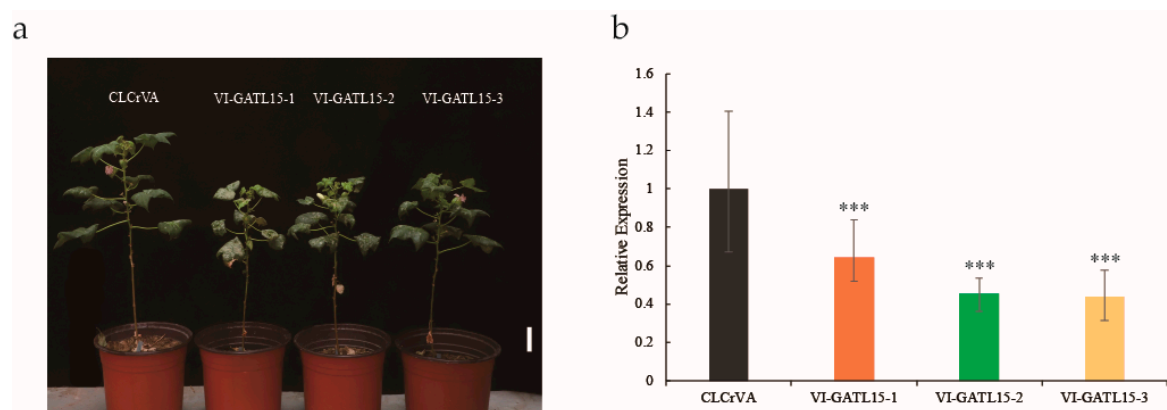 a
CLCrVA
VI-GATL15-1
VI-GATL15-2
VI-GATL15-3
b
Relative Expression
1.6
1.4
1.2
1
0.8
0.6
0.4
0.2
0
***
***
***
CLCrVA
VI-GATL15-1
VI-GATL15-2
VI-GATL15-3